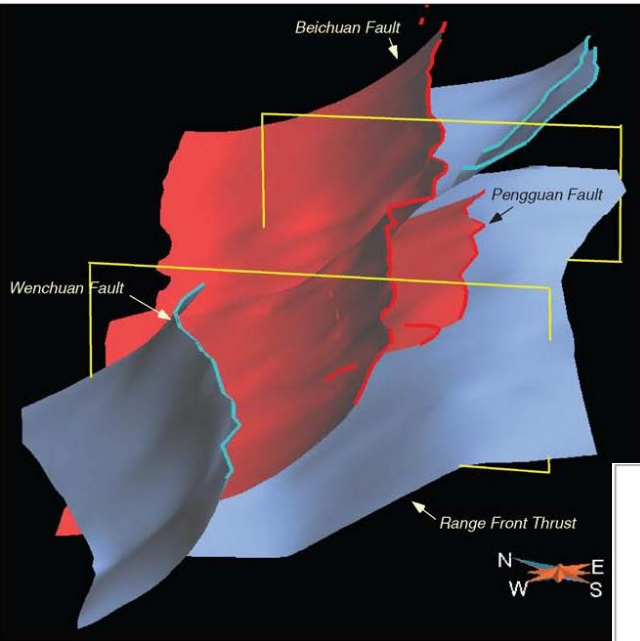 Beichuan Fault
Pengguan Fault
Wenchuan Fault
Range Front Thrust
N
E
W
S